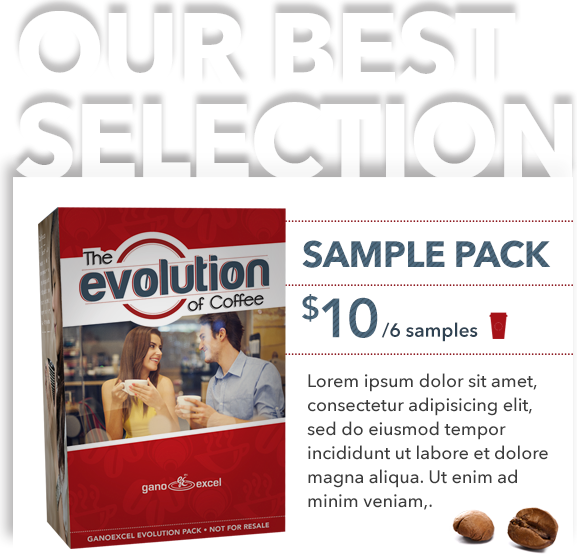 OUR BEST
SELECTION
The
evolution
of Coffee
gano excel
GANOEXCEL EVOLUTION PACK • NOT FOR RESALE
SAMPLE PACK
$10/6 samples
Lorem ipsum dolor sit amet,
consectetur adipisicing elit,
sed do eiusmod tempor
incididunt ut labore et dolore
magna aliqua. Ut enim ad
minim veniam,.